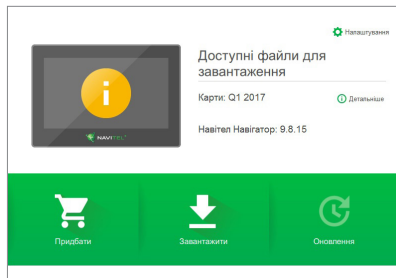 Налаштування
Доступні файли для
завантаження
Карти: Q1 2017
Детальніше
Навітел Навігатор: 9.8.15
NAVITEL
Придбати
Завантажити
Оновлення